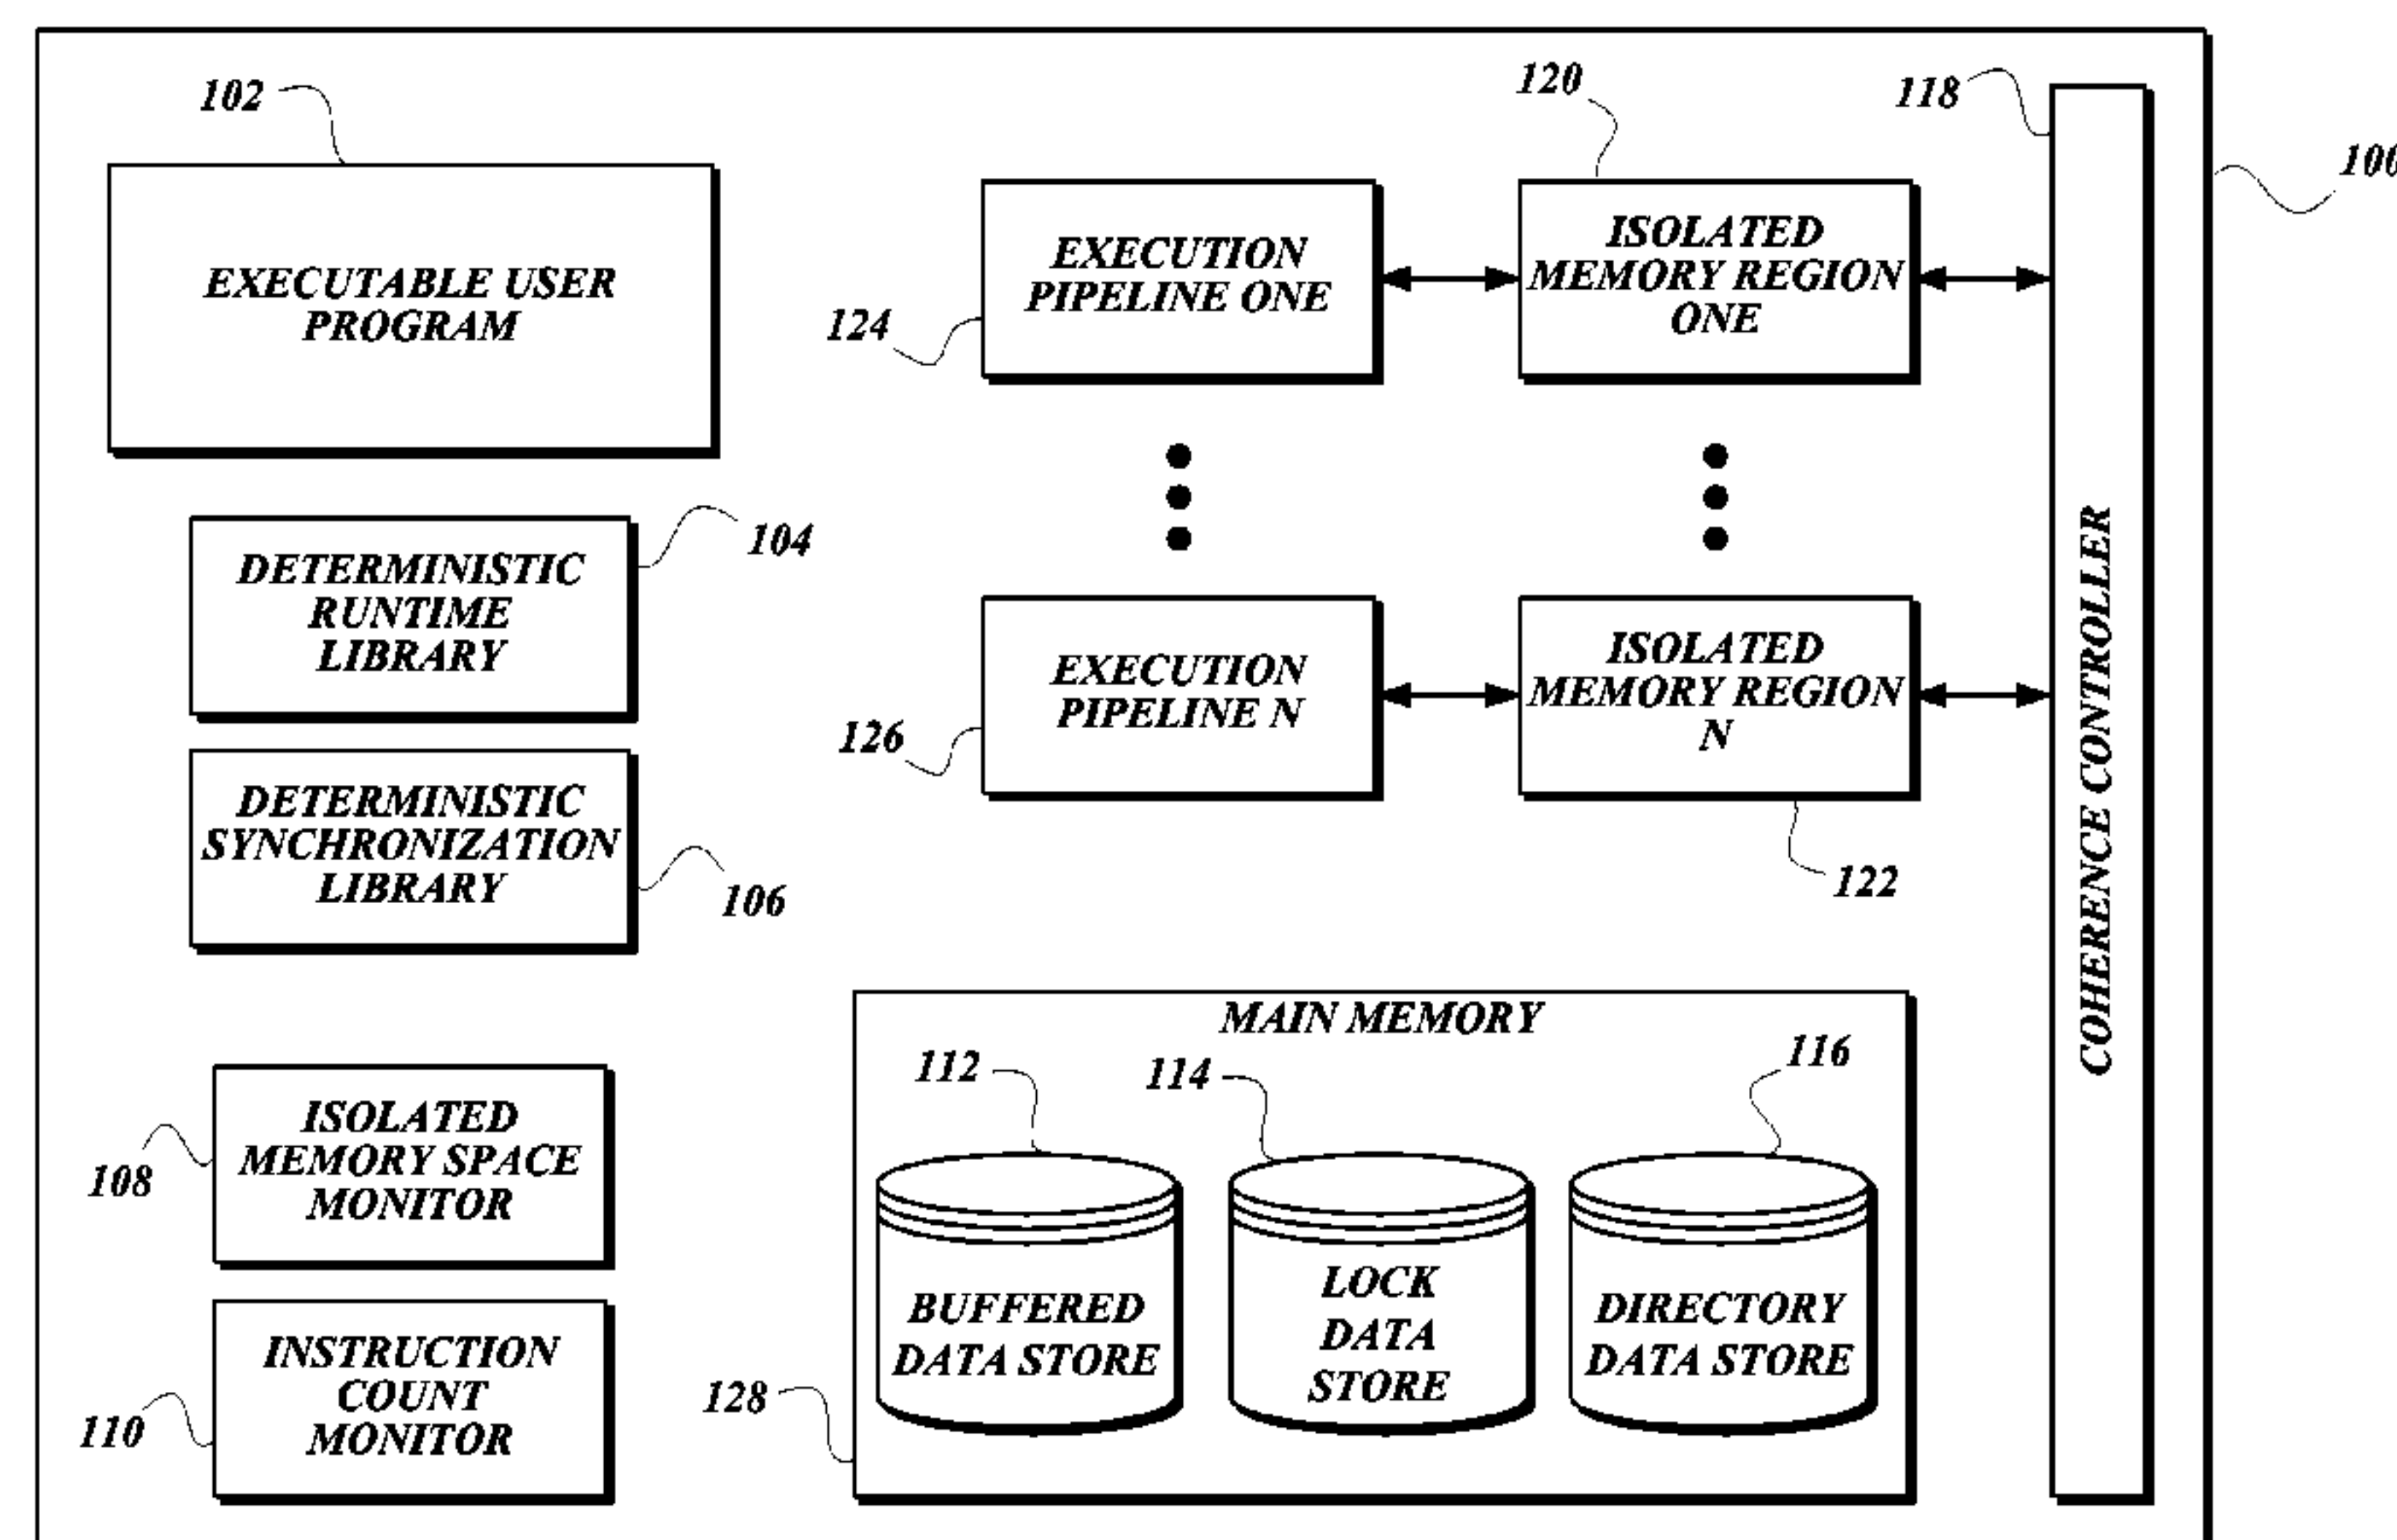 102
EXECUTABLE USER
PROGRAM
104
DETERMINISTIC
RUNTIME
LIBRARY
DETERMINISTIC
SYNCHRONIZATION
LIBRARY
106
108
ISOLATED
MEMORY SPACE
MONITOR
110
INSTRUCTION
COUNT
MONITOR
124
EXECUTION
PIPELINE ONE
120
ISOLATED
MEMORY REGION
ONE
126
EXECUTION
PIPELINE N
ISOLATED
MEMORY REGION
N
122
118
COHERENCE CONTROLLER
100
MAIN MEMORY
112
114
116
BUFFERED
DATA STORE
LOCK
DATA
STORE
DIRECTORY
DATA STORE
128